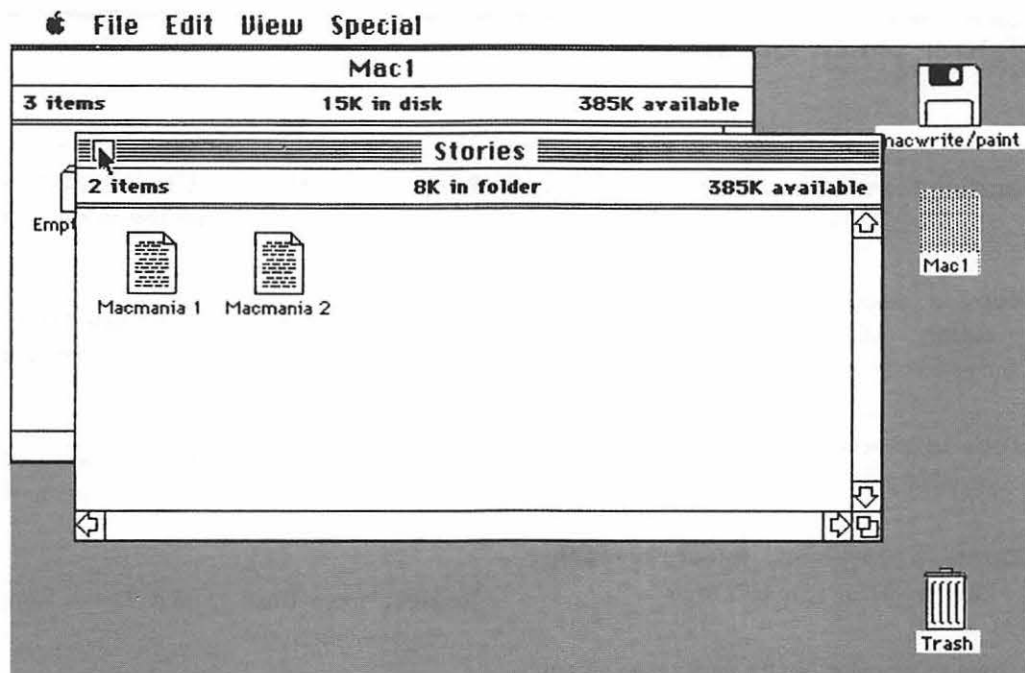 File Edit View Special
Mac1
3 items 15K in disk 385K available
macwrite/paint
Stories
2 items 8K in folder 385K available
Empt
Mac1
Macmania 1 Macmania 2
Trash